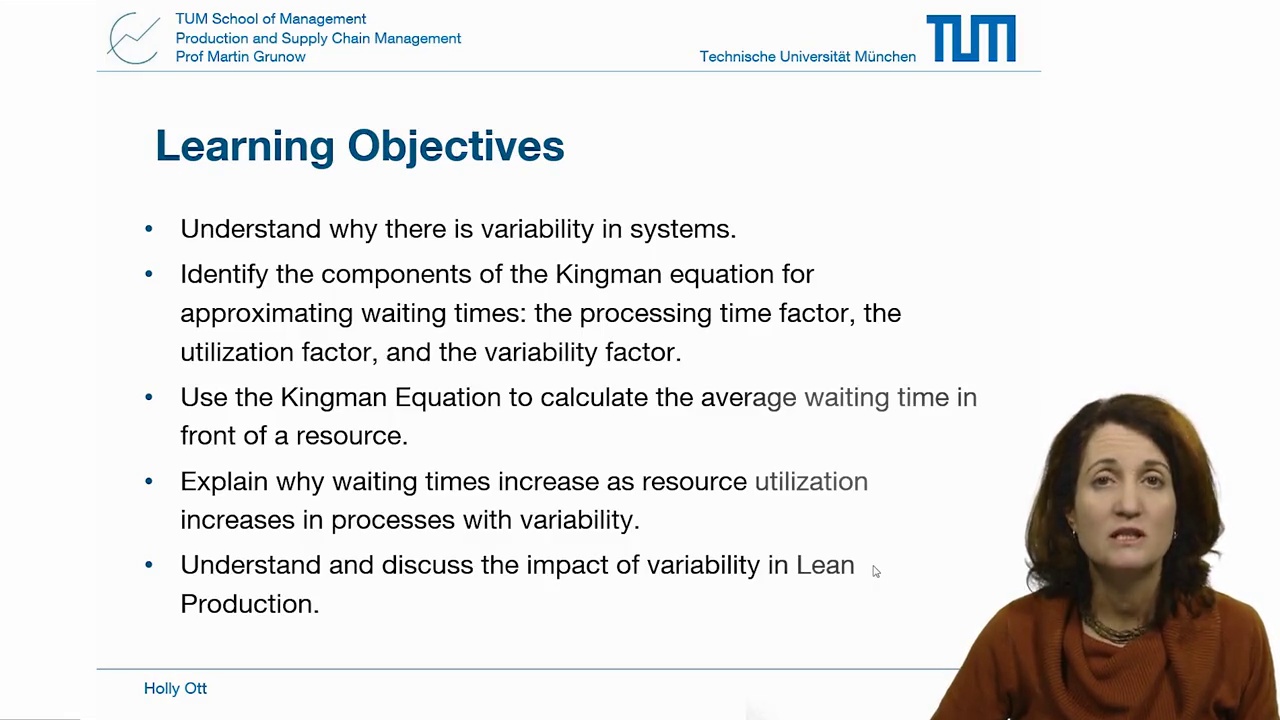 TUM School of Management
Production and Supply Chain Management
Prof Martin Grunow
Technische Universität München
TUM
Learning Objectives
• Understand why there is variability in systems.
• Identify the components of the Kingman equation for
approximating waiting times: the processing time factor, the
utilization factor, and the variability factor.
• Use the Kingman Equation to calculate the average waiting time in
front of a resource.
• Explain why waiting times increase as resource utilization
increases in processes with variability.
• Understand and discuss the impact of variability in Lean
Production.
Holly Ott